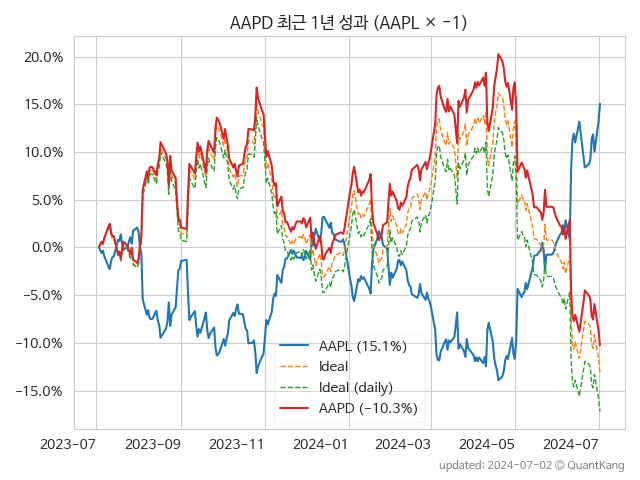 AAPD 최근 1년 성과 (AAPL × −1)
20.0%
15.0%
10.0%
5.0%
0.0%
−5.0%
−10.0%
−15.0%
AAPL (15.1%)
Ideal
Ideal (daily)
AAPD (−10.3%)
2023-07 2023-09 2023-11 2024-01 2024-03 2024-05 2024-07
updated: 2024-07-02 © QuantKang